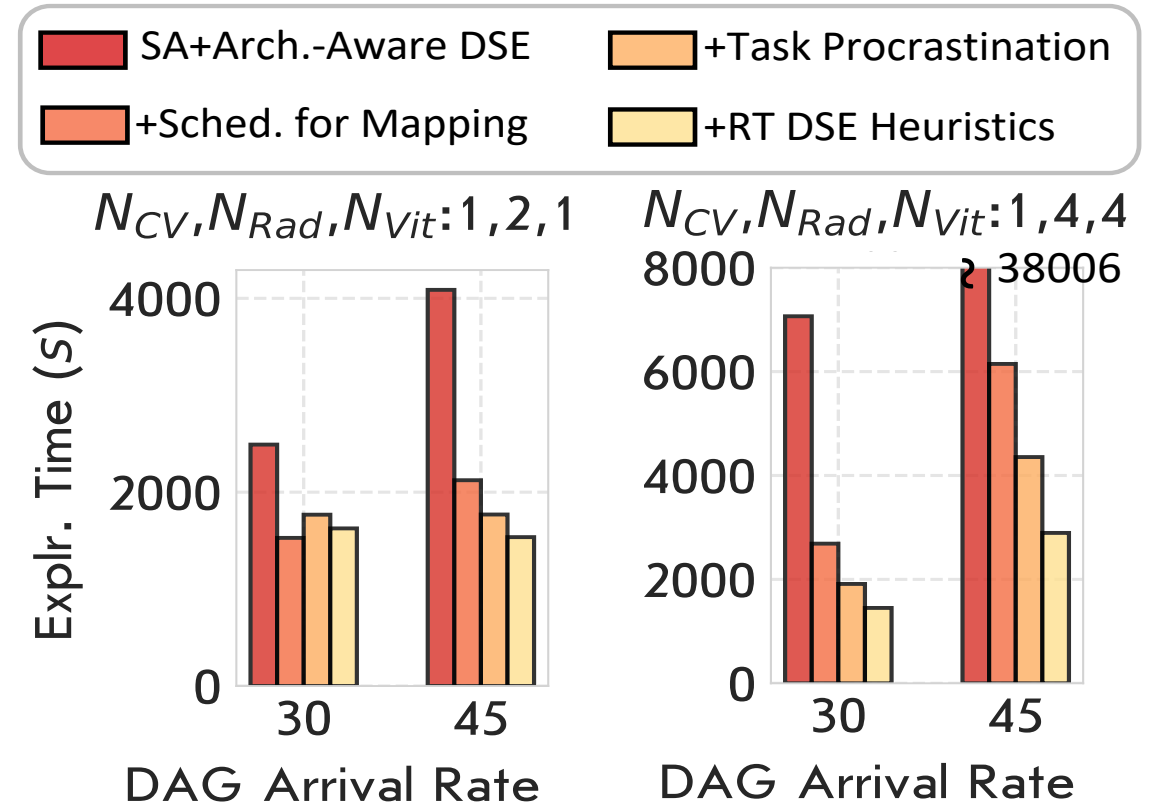 SA+Arch.-Aware DSE
+Task Procrastination
+Sched. for Mapping
+RT DSE Heuristics
N_CV,N_Rad,N_Vit:1,2,1
N_CV,N_Rad,N_Vit:1,4,4
Explr. Time (s)
4000
2000
0
30
45
DAG Arrival Rate
8000
38006
6000
4000
2000
0
30
45
DAG Arrival Rate